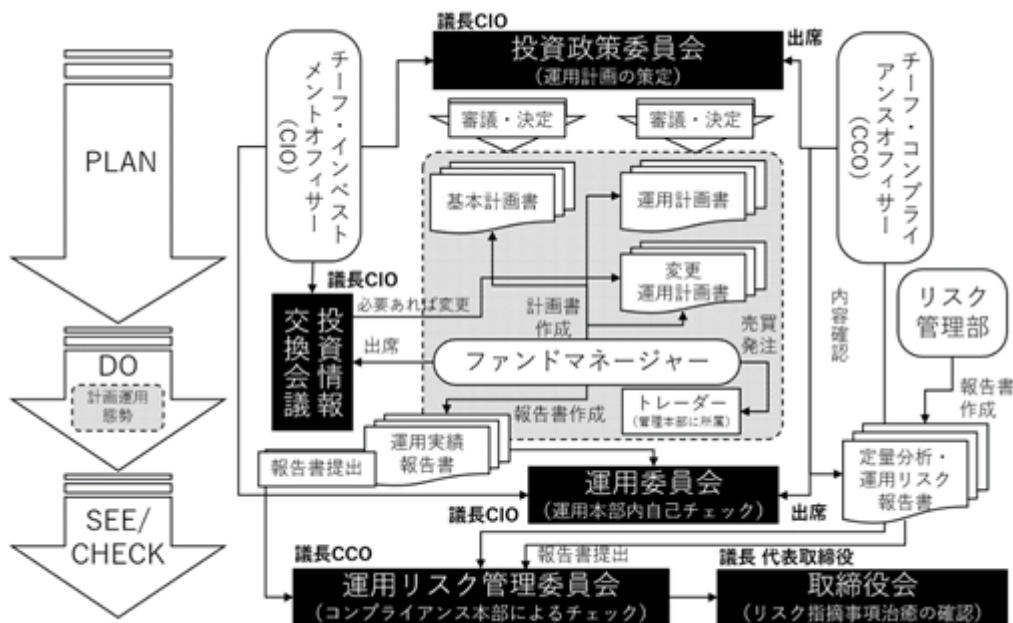 PLAN
DO
計画運用
態勢
SEE/
CHECK
チーフ・インベスト
メントオフィサー
(CIO)
議長CIO
投資政策委員会
(運用計画の策定)
出席
チーフ・コンプライ
アンスオフィサー
(CCO)
審議・決定
審議・決定
基本計画書
運用計画書
変更
運用計画書
議長CIO
投資情報
交換会議
必要あれば変更
計画書
作成
売買
発注
出席
ファンドマネージャー
内容確認
リスク
管理部
報告書
作成
報告書作成
トレーダー
(管理本部に所属)
運用実績
報告書
報告書提出
定量分析・
運用リスク
報告書
運用委員会
(運用本部内自己チェック)
議長CIO
出席
議長CCO
報告書提出
議長 代表取締役
運用リスク管理委員会
(コンプライアンス本部によるチェック)
取締役会
(リスク指摘事項治癒の確認)